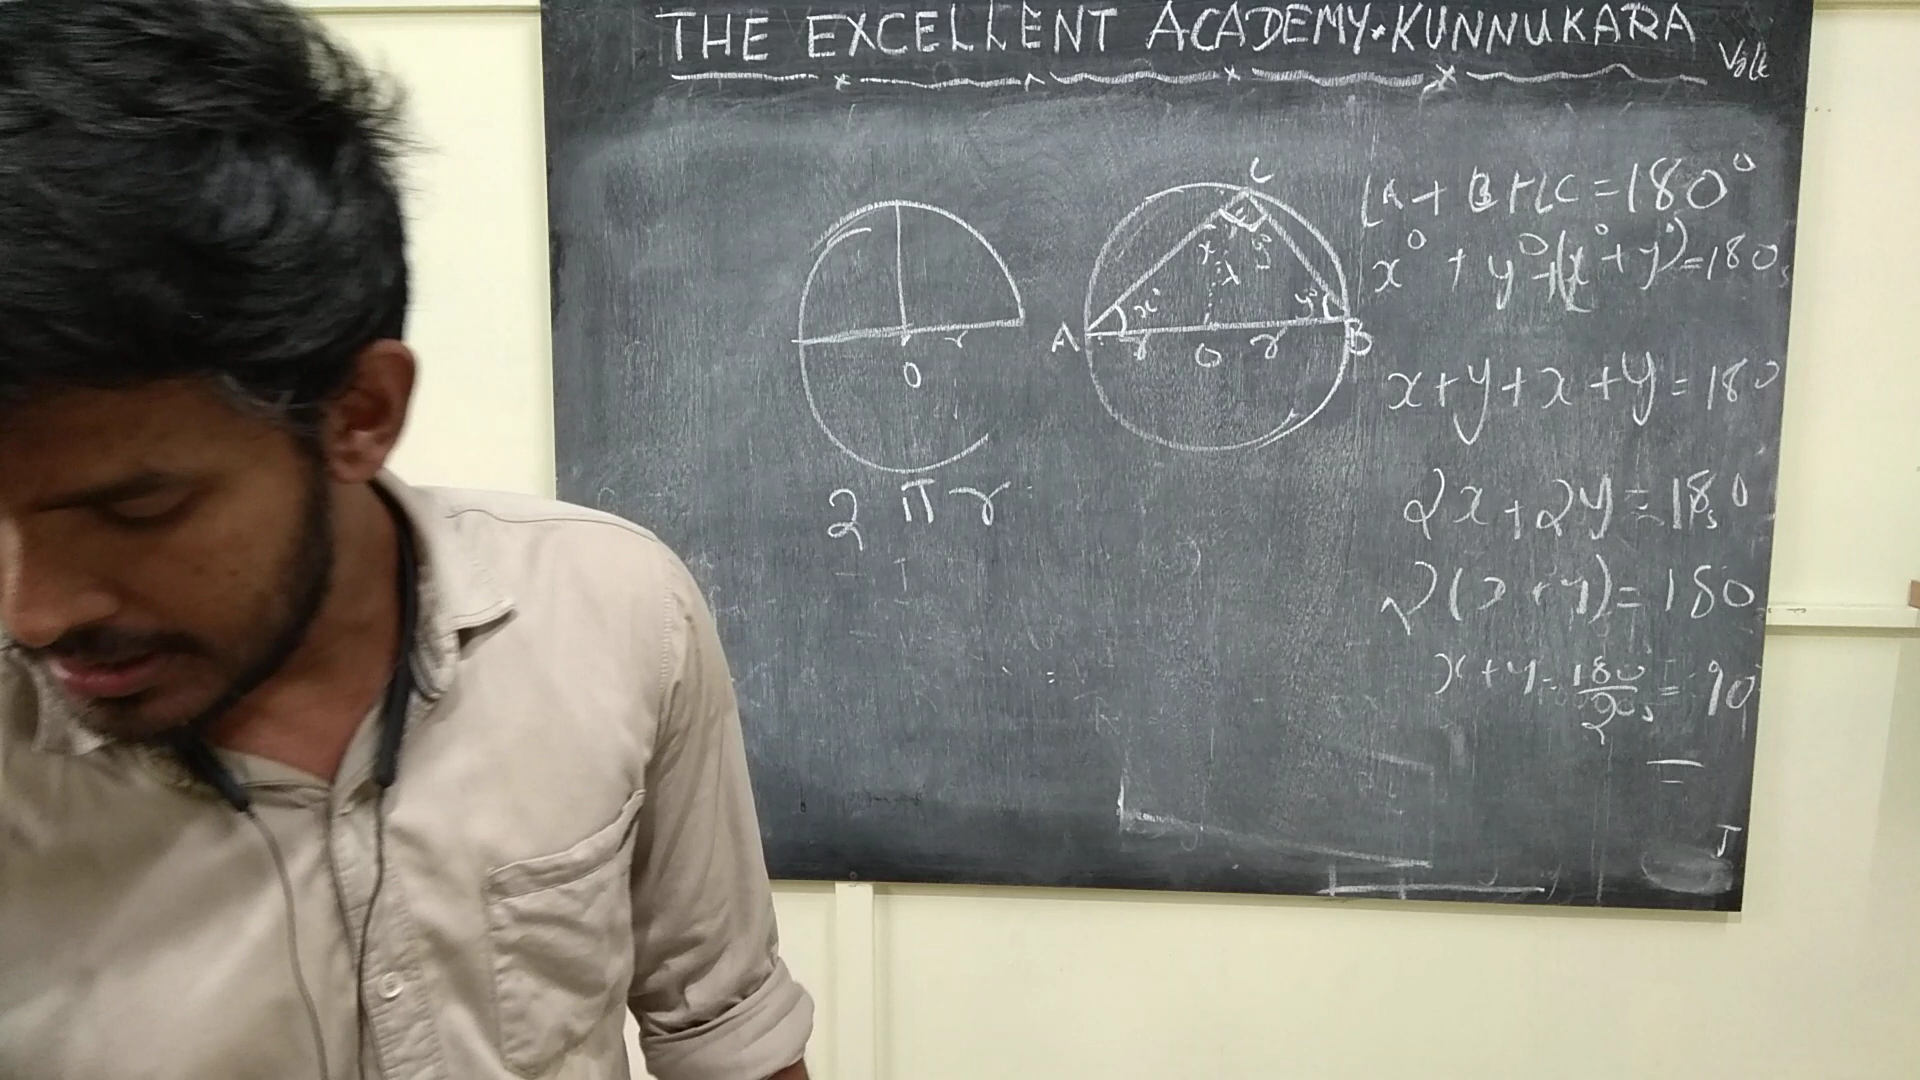 THE EXCELLENT ACADEMY•KUNNUKARA
O
r
2πr
C
x y°
r
x° y°
A r O r B
∠A + B + ∠C = 180°
x° + y° + (x° + y°) = 180
x + y + x + y = 180
2x + 2y = 180
2(x + y) = 180
x + y = 180/2 = 90